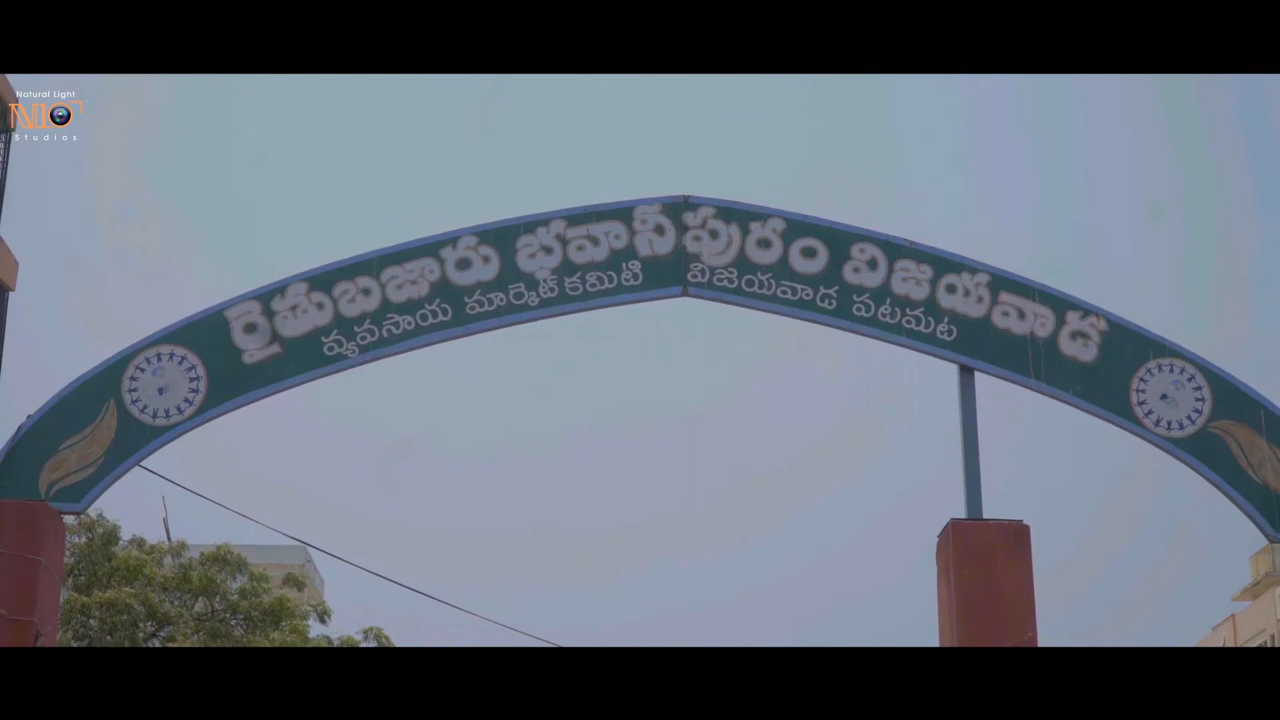 Natural Light
NLO
Studios
రైతుబజారు భవానీపురం విజయవాడ
వ్యవసాయ మార్కెట్ కమిటి విజయవాడ పటమట